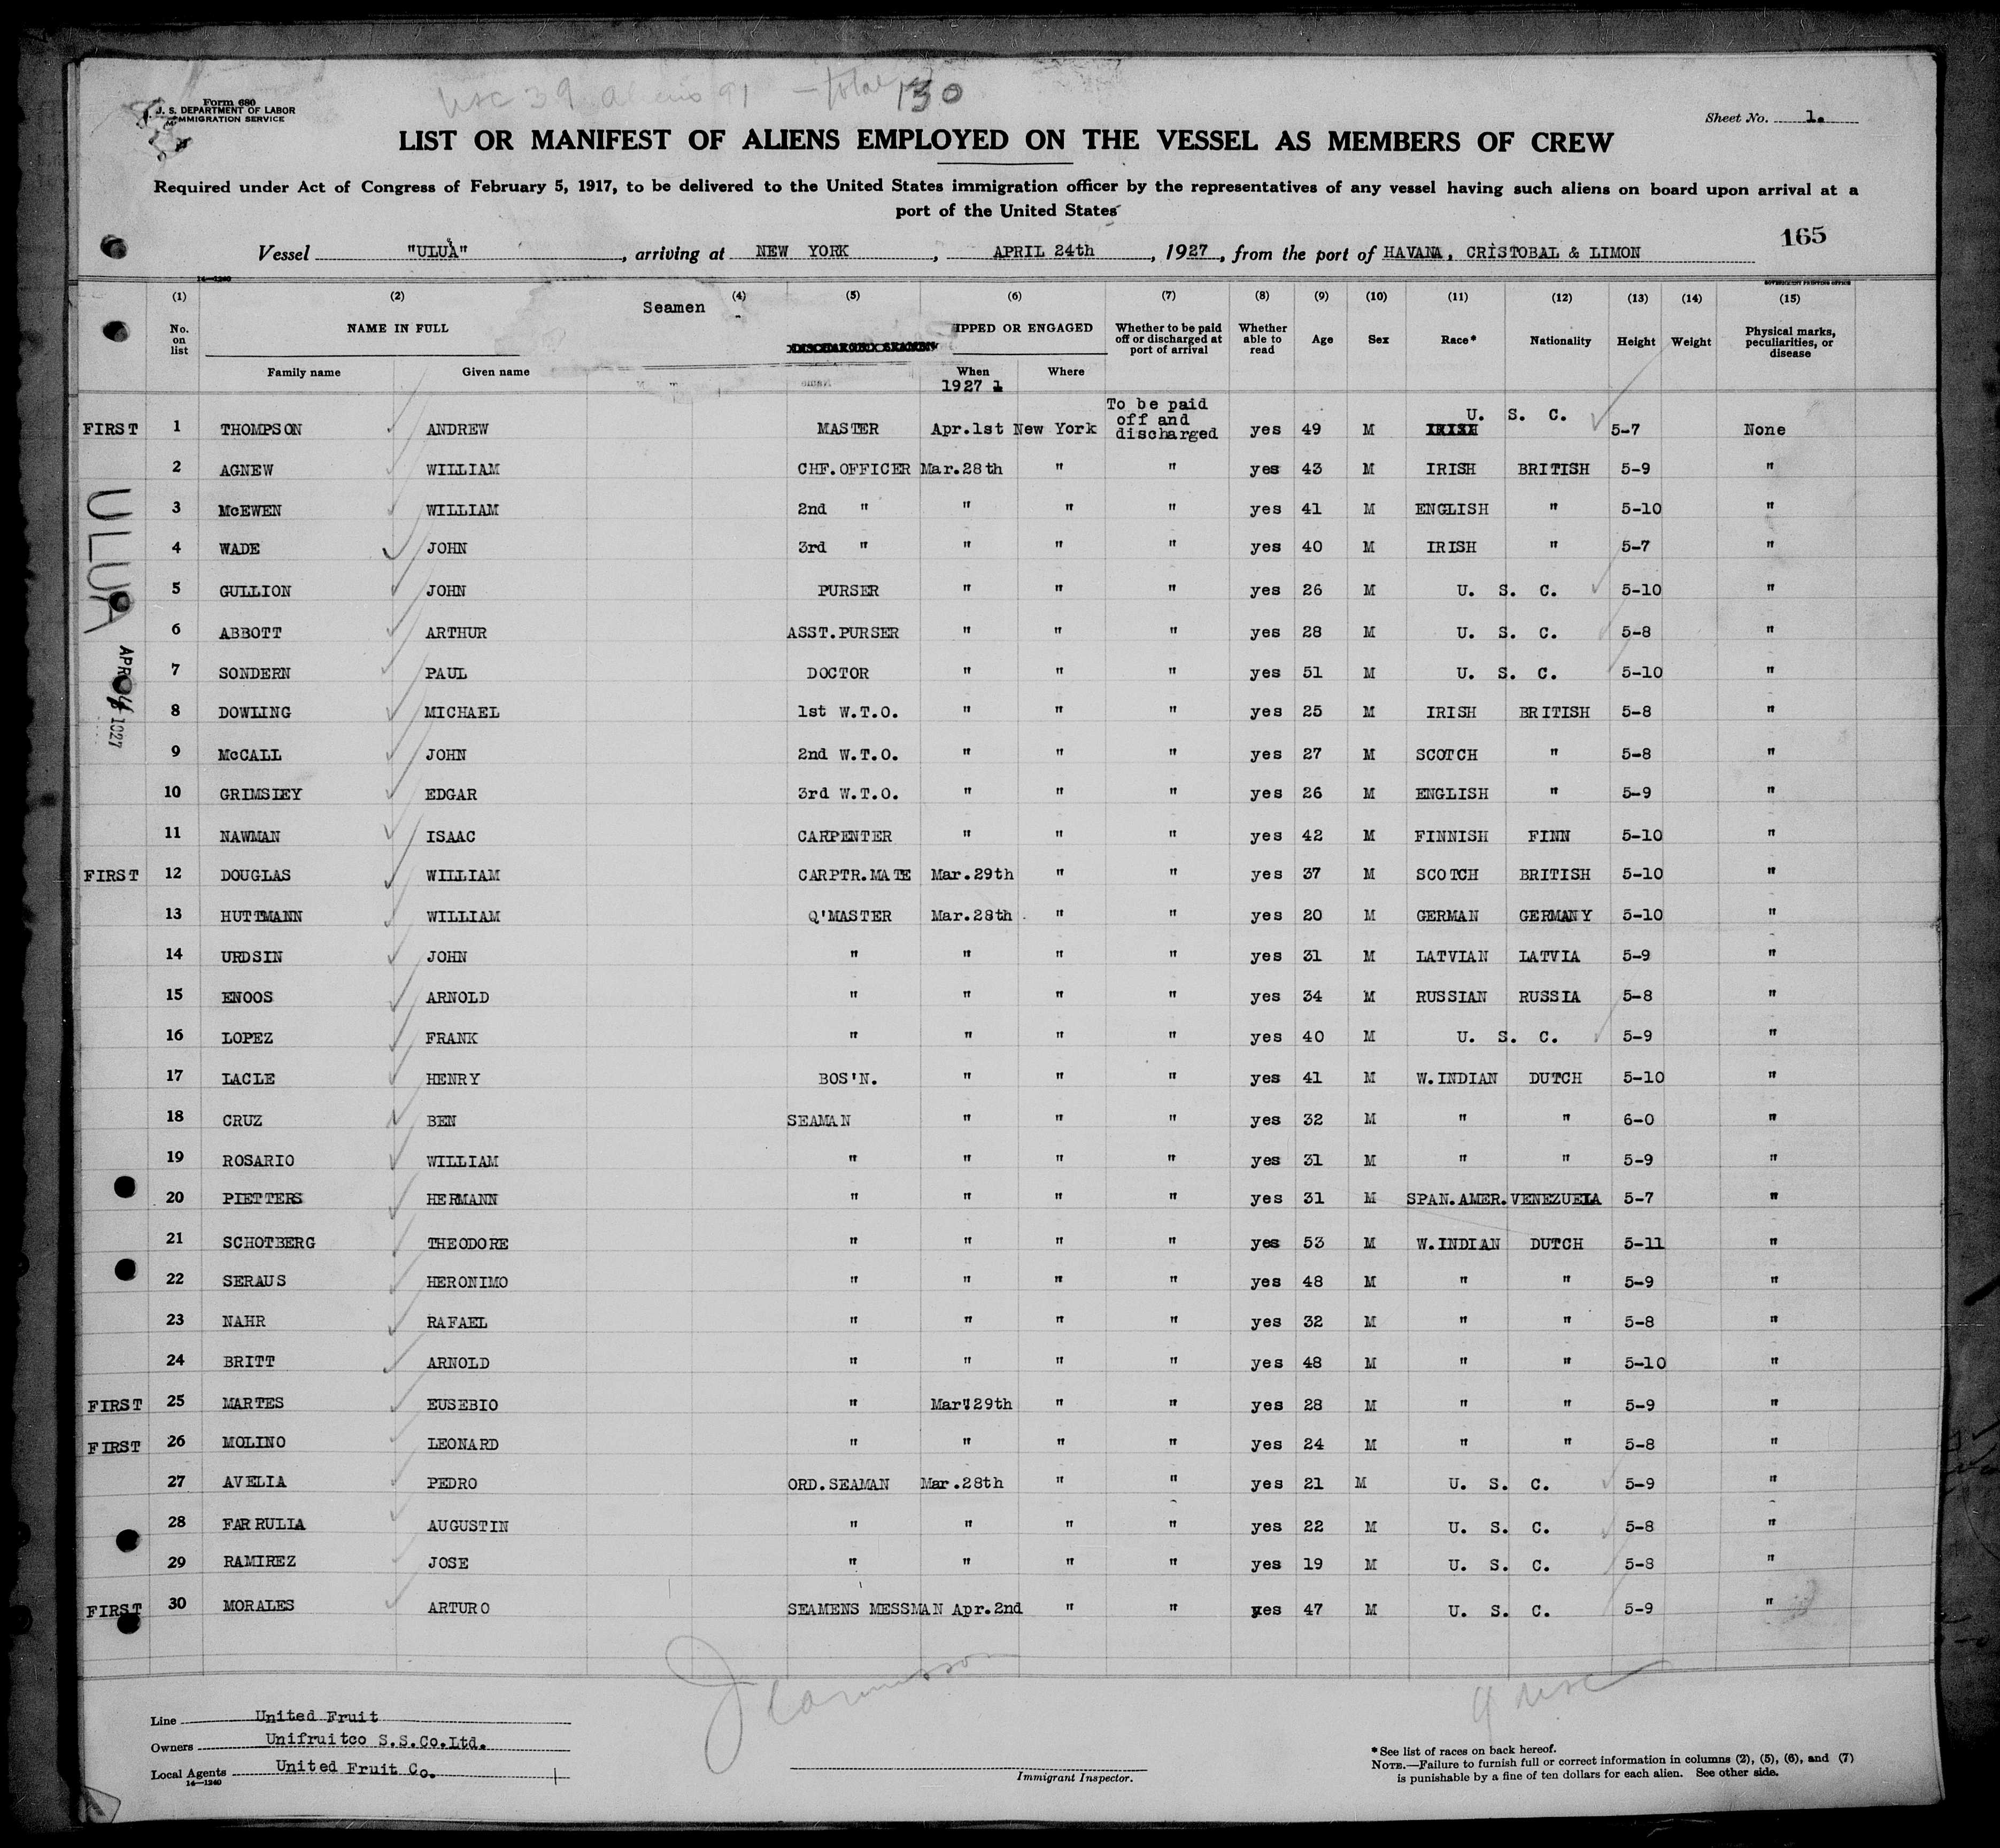 usc 39 aliens 91 - total 130
Form 680
U. S. DEPARTMENT OF LABOR
IMMIGRATION SERVICE
Sheet No. 1.
LIST OR MANIFEST OF ALIENS EMPLOYED ON THE VESSEL AS MEMBERS OF CREW
Required under Act of Congress of February 5, 1917, to be delivered to the United States immigration officer by the representatives of any vessel having such aliens on board upon arrival at a
port of the United States
165
Vessel "ULUA" , arriving at NEW YORK , APRIL 24th , 1927 , from the port of HAVANA, CRISTOBAL & LIMON
14—1240
GOVERNMENT PRINTING OFFICE
(1) (2) (4) (5) (6) (7) (8) (9) (10) (11) (12) (13) (14) (15)
No. on list NAME IN FULL Seamen DISCHARGED SEAMEN IPPED OR ENGAGED Whether to be paid off or discharged at port of arrival Whether able to read Age Sex Race* Nationality Height Weight Physical marks, peculiarities, or disease
Family name Given name When Where
1927
FIRST 1 THOMPSON ANDREW MASTER Apr.1st New York To be paid off and discharged yes 49 M IRISH U. S. C. 5-7 None
2 AGNEW WILLIAM CHF.OFFICER Mar.28th " " yes 43 M IRISH BRITISH 5-9 "
3 McEWEN WILLIAM 2nd " " " " yes 41 M ENGLISH " 5-10 "
4 WADE JOHN 3rd " " " " yes 40 M IRISH " 5-7 "
5 GULLION JOHN PURSER " " " yes 26 M U. S. C. 5-10 "
6 ABBOTT ARTHUR ASST.PURSER " " " yes 28 M U. S. C. 5-8 "
7 SONDERN PAUL DOCTOR " " " yes 51 M U. S. C. 5-10 "
8 DOWLING MICHAEL 1st W.T.O. " " " yes 25 M IRISH BRITISH 5-8 "
9 McCALL JOHN 2nd W.T.O. " " " yes 27 M SCOTCH " 5-8 "
10 GRIMSLEY EDGAR 3rd W.T.O. " " " yes 26 M ENGLISH " 5-9 "
11 NAWMAN ISAAC CARPENTER " " " yes 42 M FINNISH FINN 5-10 "
FIRST 12 DOUGLAS WILLIAM CARPTR.MATE Mar.29th " " yes 37 M SCOTCH BRITISH 5-10 "
13 HUTTMANN WILLIAM Q'MASTER Mar.28th " " yes 20 M GERMAN GERMANY 5-10 "
14 URDSIN JOHN " " " " yes 31 M LATVIAN LATVIA 5-9 "
15 ENOOS ARNOLD " " " " yes 34 M RUSSIAN RUSSIA 5-8 "
16 LOPEZ FRANK " " " " yes 40 M U. S. C. 5-9 "
17 LACLE HENRY BOS'N. " " " yes 41 M W.INDIAN DUTCH 5-10 "
18 CRUZ BEN SEAMAN " " " yes 32 M " " 6-0 "
19 ROSARIO WILLIAM " " " " yes 31 M " " 5-9 "
20 PIETTERS HERMANN " " " " yes 31 M SPAN.AMER. VENEZUELA 5-7 "
21 SCHOTBERG THEODORE " " " " yes 53 M W.INDIAN DUTCH 5-11 "
22 SERAUS HERONIMO " " " " yes 48 M " " 5-9 "
23 NAHR RAFAEL " " " " yes 32 M " " 5-8 "
24 BRITT ARNOLD " " " " yes 48 M " " 5-10 "
FIRST 25 MARTES EUSEBIO " Mar.29th " " yes 28 M " " 5-9 "
FIRST 26 MOLINO LEONARD " " " " yes 24 M " " 5-8 "
27 AVELIA PEDRO ORD.SEAMAN Mar.28th " " yes 21 M U. S. C. 5-9 "
28 FARRULIA AUGUSTIN " " " " yes 22 M U. S. C. 5-8 "
29 RAMIREZ JOSE " " " " yes 19 M U. S. C. 5-8 "
FIRST 30 MORALES ARTURO SEAMENS MESSMAN Apr.2nd " " yes 47 M U. S. C. 5-9 "
ULUA
APR 1927
9 usc
Line United Fruit
Owners Unifruitco S.S.Co.Ltd.
Local Agents United Fruit Co.
14—1240
Immigrant Inspector.
*See list of races on back hereof.
NOTE.—Failure to furnish full or correct information in columns (2), (5), (6), and (7)
is punishable by a fine of ten dollars for each alien. See other side.